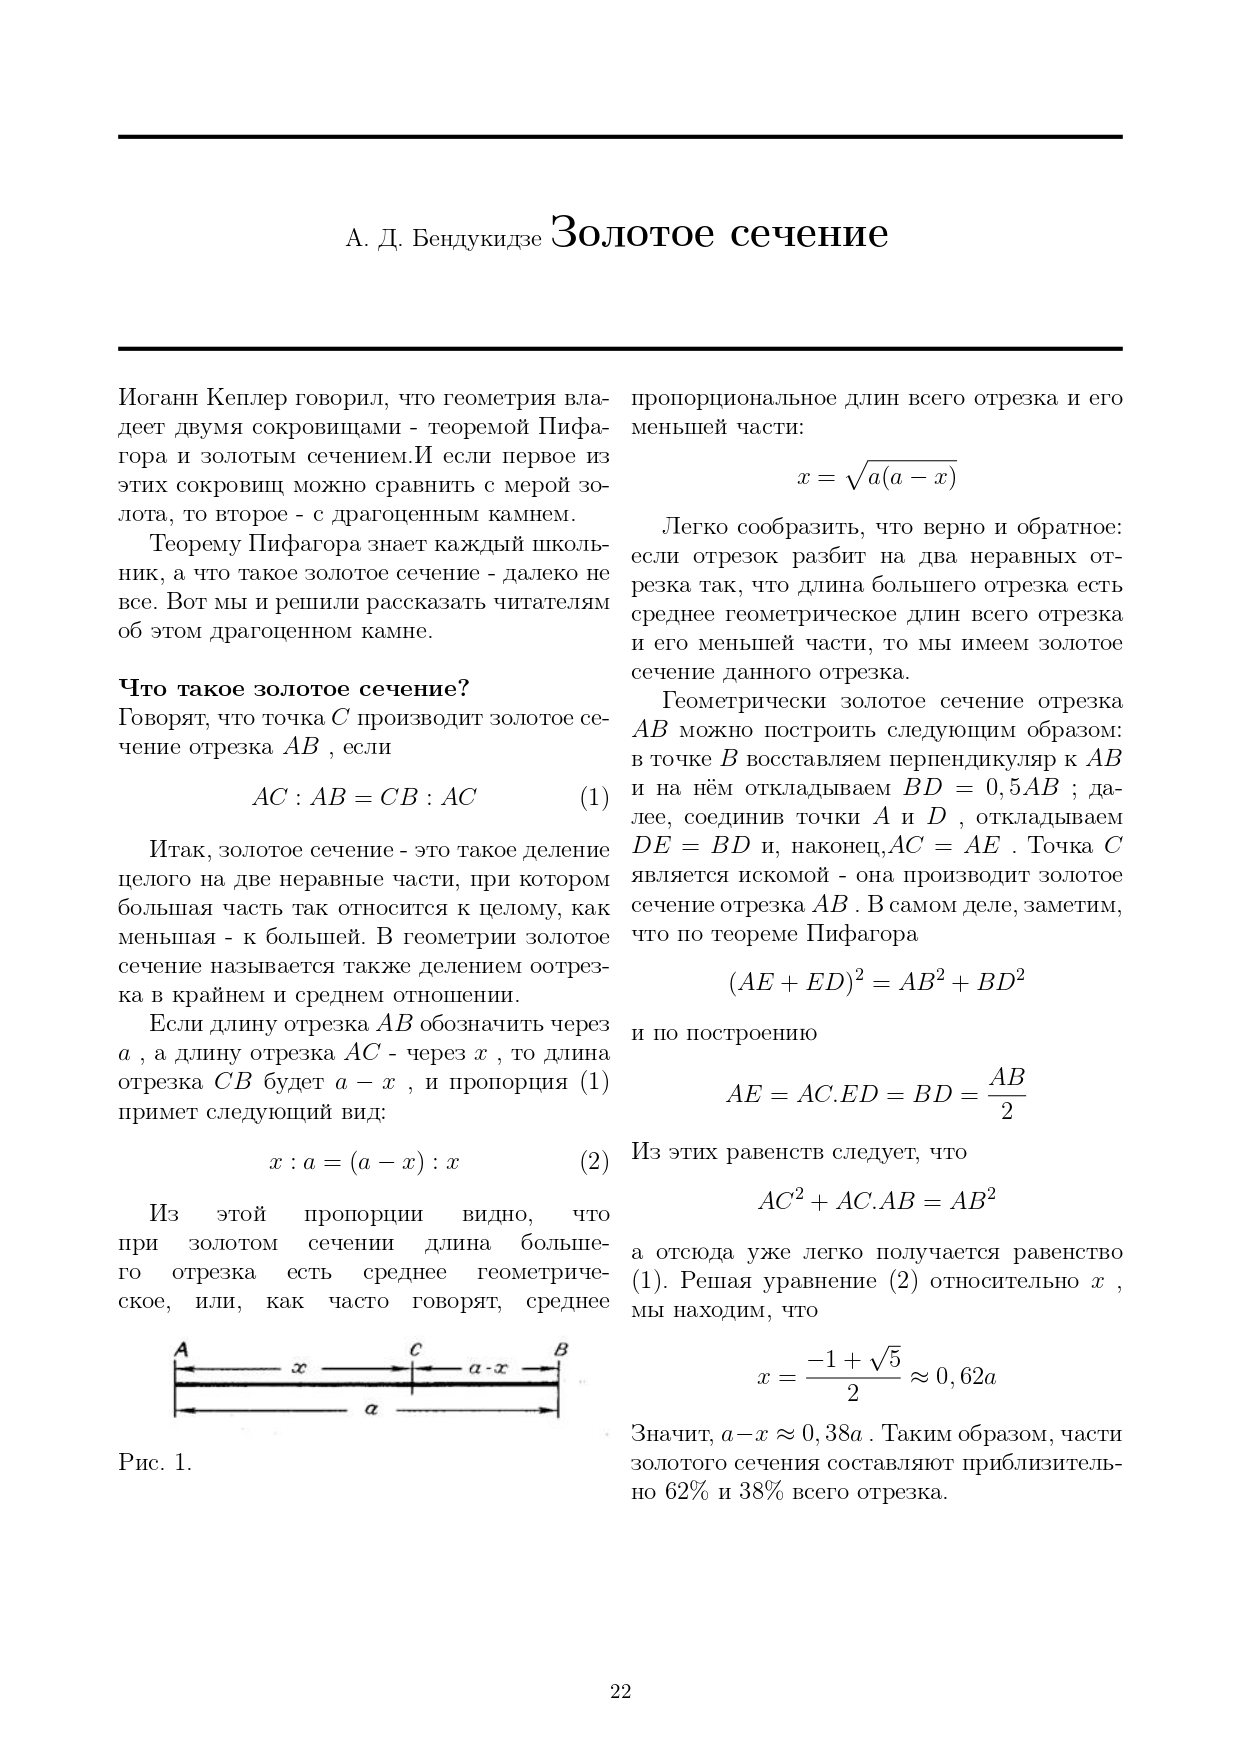 А. Д. Бендукидзе Золотое сечение
Иоганн Кеплер говорил, что геометрия вла-
деет двумя сокровищами - теоремой Пифа-
гора и золотым сечением.И если первое из
этих сокровищ можно сравнить с мерой зо-
лота, то второе - с драгоценным камнем.
Теорему Пифагора знает каждый школь-
ник, а что такое золотое сечение - далеко не
все. Вот мы и решили рассказать читателям
об этом драгоценном камне.
Что такое золотое сечение?
Говорят, что точка C производит золотое се-
чение отрезка AB , если
AC : AB = CB : AC (1)
Итак, золотое сечение - это такое деление
целого на две неравные части, при котором
большая часть так относится к целому, как
меньшая - к большей. В геометрии золотое
сечение называется также делением оотрез-
ка в крайнем и среднем отношении.
Если длину отрезка AB обозначить через
a , а длину отрезка AC - через x , то длина
отрезка CB будет a − x , и пропорция (1)
примет следующий вид:
x : a = (a − x) : x (2)
Из этой пропорции видно, что
при золотом сечении длина больше-
го отрезка есть среднее геометриче-
ское, или, как часто говорят, среднее
A C B
x a-x
a
Рис. 1.
пропорциональное длин всего отрезка и его
меньшей части:
x = √a(a − x)
Легко сообразить, что верно и обратное:
если отрезок разбит на два неравных от-
резка так, что длина большего отрезка есть
среднее геометрическое длин всего отрезка
и его меньшей части, то мы имеем золотое
сечение данного отрезка.
Геометрически золотое сечение отрезка
AB можно построить следующим образом:
в точке B восставляем перпендикуляр к AB
и на нём откладываем BD = 0, 5AB ; да-
лее, соединив точки A и D , откладываем
DE = BD и, наконец,AC = AE . Точка C
является искомой - она производит золотое
сечение отрезка AB . В самом деле, заметим,
что по теореме Пифагора
(AE + ED)² = AB² + BD²
и по построению
AE = AC.ED = BD = AB/2
Из этих равенств следует, что
AC² + AC.AB = AB²
а отсюда уже легко получается равенство
(1). Решая уравнение (2) относительно x ,
мы находим, что
x = (−1 + √5)/2 ≈ 0, 62a
Значит, a−x ≈ 0, 38a . Таким образом, части
золотого сечения составляют приблизитель-
но 62% и 38% всего отрезка.
22